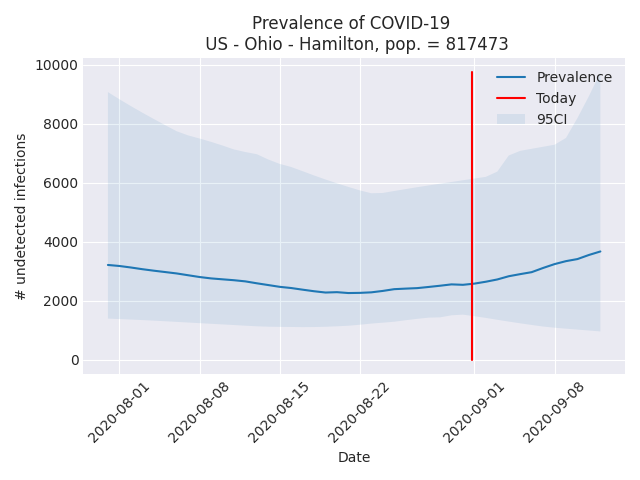 Prevalence of COVID-19
US - Ohio - Hamilton, pop. = 817473
10000
8000
6000
4000
2000
0
# undetected infections
Prevalence
Today
95CI
2020-08-01
2020-08-08
2020-08-15
2020-08-22
2020-09-01
2020-09-08
Date